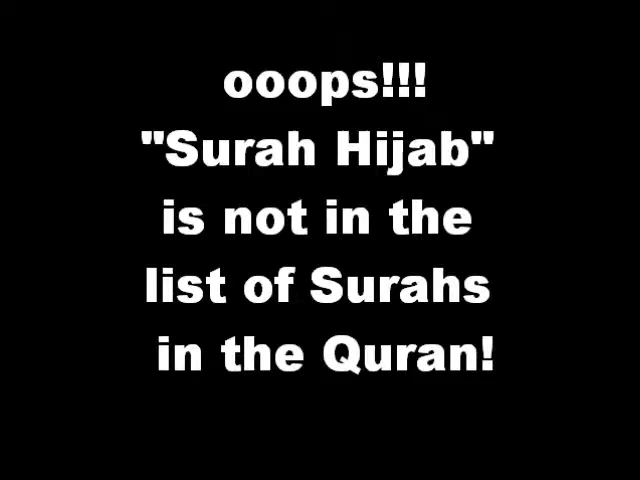 ooops!!!
"Surah Hijab"
is not in the
list of Surahs
in the Quran!